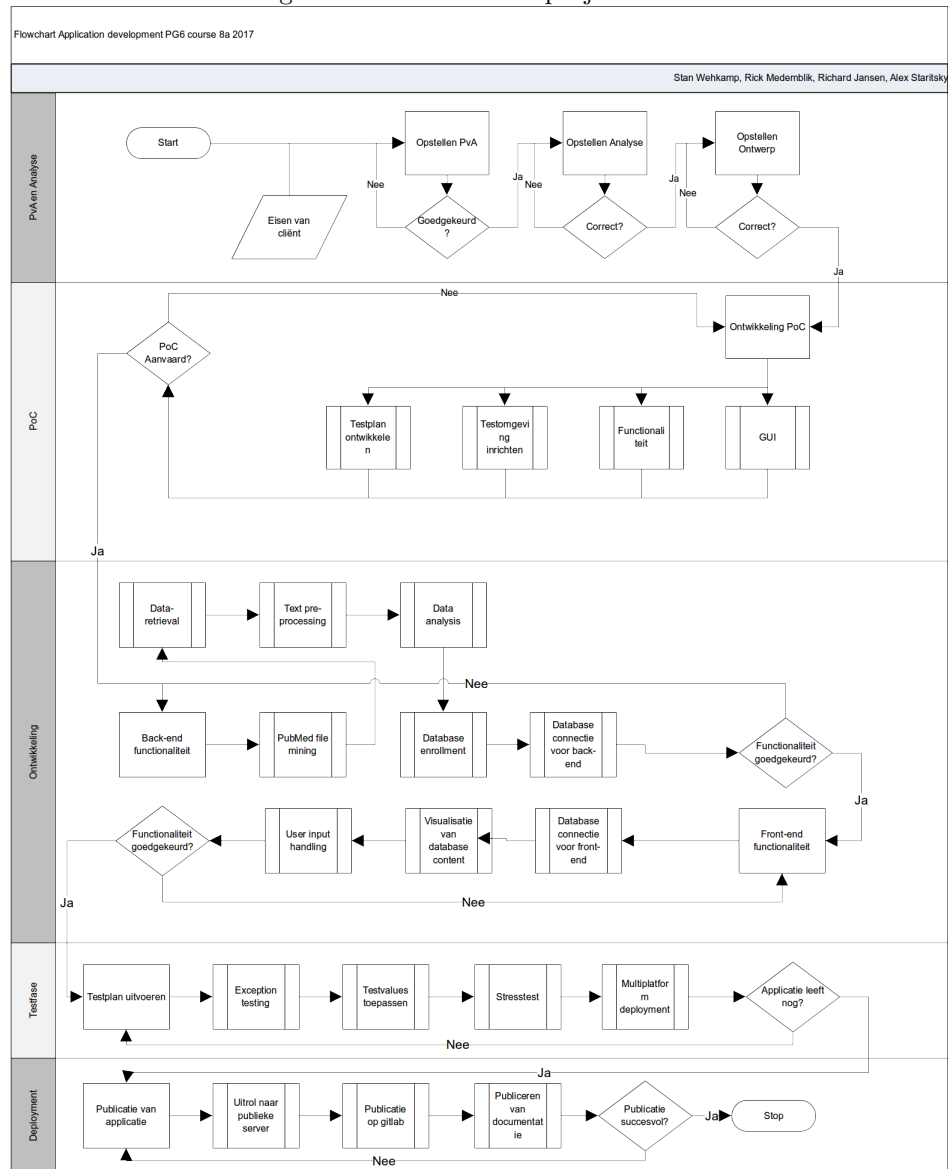 Flowchart Application development PG6 course 8a 2017
Stan Wehkamp, Rick Medemblik, Richard Jansen, Alex Staritsky
PvA en Analyse
Start
Opstellen PvA
Opstellen Analyse
Opstellen
Ontwerp
Nee
Ja
Nee
Ja
Nee
Eisen van
cliënt
Goedgekeurd
?
Correct?
Correct?
Ja
PoC
Nee
Ontwikkeling PoC
PoC
Aanvaard?
Testplan
ontwikkele
n
Testomgevi
ng
inrichten
Functionali
teit
GUI
Ja
Ontwikkeling
Data-
retrieval
Text pre-
processing
Data
analysis
Nee
Back-end
functionaliteit
PubMed file
mining
Database
enrollment
Database
connectie
voor back-
end
Functionaliteit
goedgekeurd?
Ja
Functionaliteit
goedgekeurd?
User input
handling
Visualisatie
van
database
content
Database
connectie
voor front-
end
Front-end
functionaliteit
Nee
Ja
Testfase
Testplan uitvoeren
Exception
testing
Testvalues
toepassen
Stresstest
Multiplatfor
m
deployment
Applicatie leeft
nog?
Nee
Ja
Deployment
Publicatie van
applicatie
Uitrol naar
publieke
server
Publicatie
op gitlab
Publiceren
van
documentat
ie
Publicatie
succesvol?
Ja
Stop
Nee